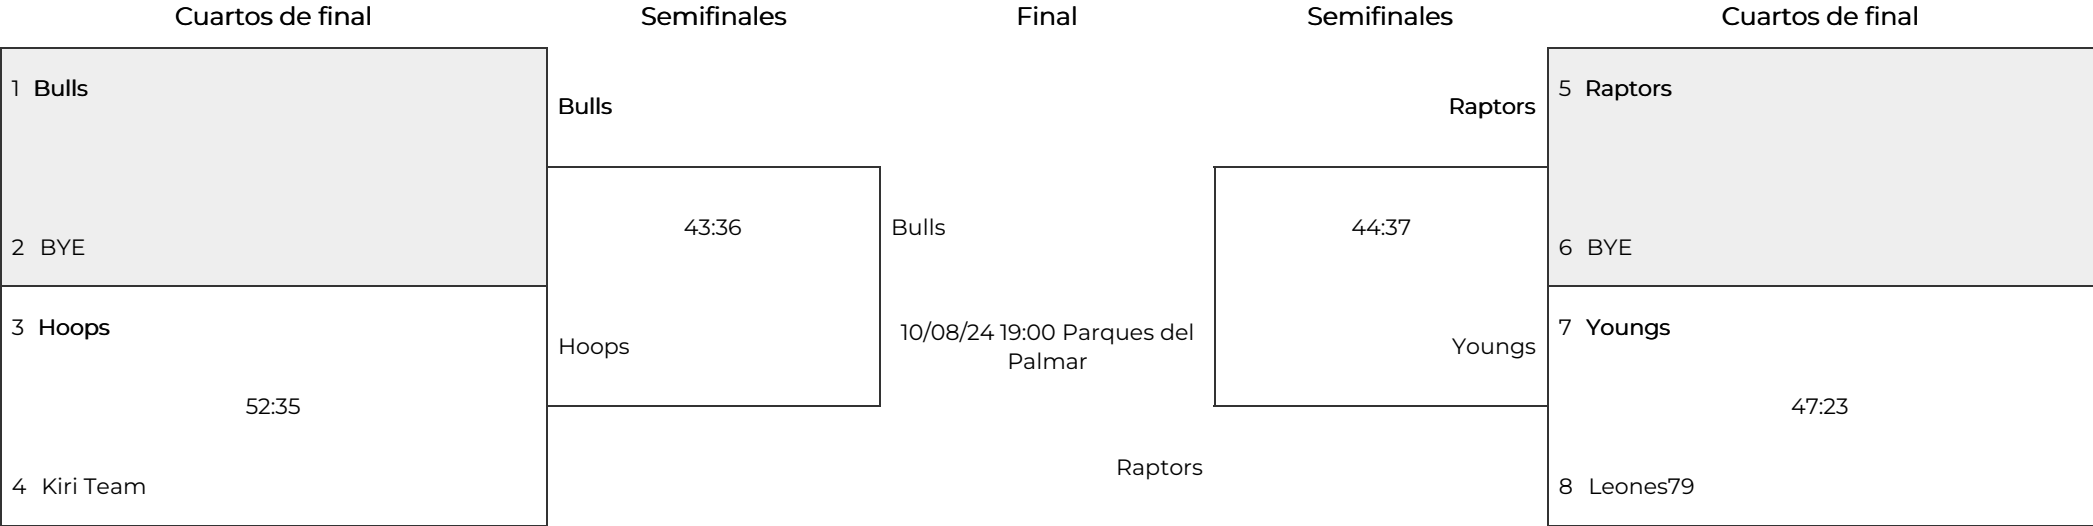 Cuartos de final
Semifinales
Final
Semifinales
Cuartos de final
1 Bulls
2 BYE
3 Hoops
52:35
4 Kiri Team
Bulls
43:36
Hoops
Bulls
10/08/24 19:00 Parques del
Palmar
Raptors
Raptors
44:37
Youngs
5 Raptors
6 BYE
7 Youngs
47:23
8 Leones79